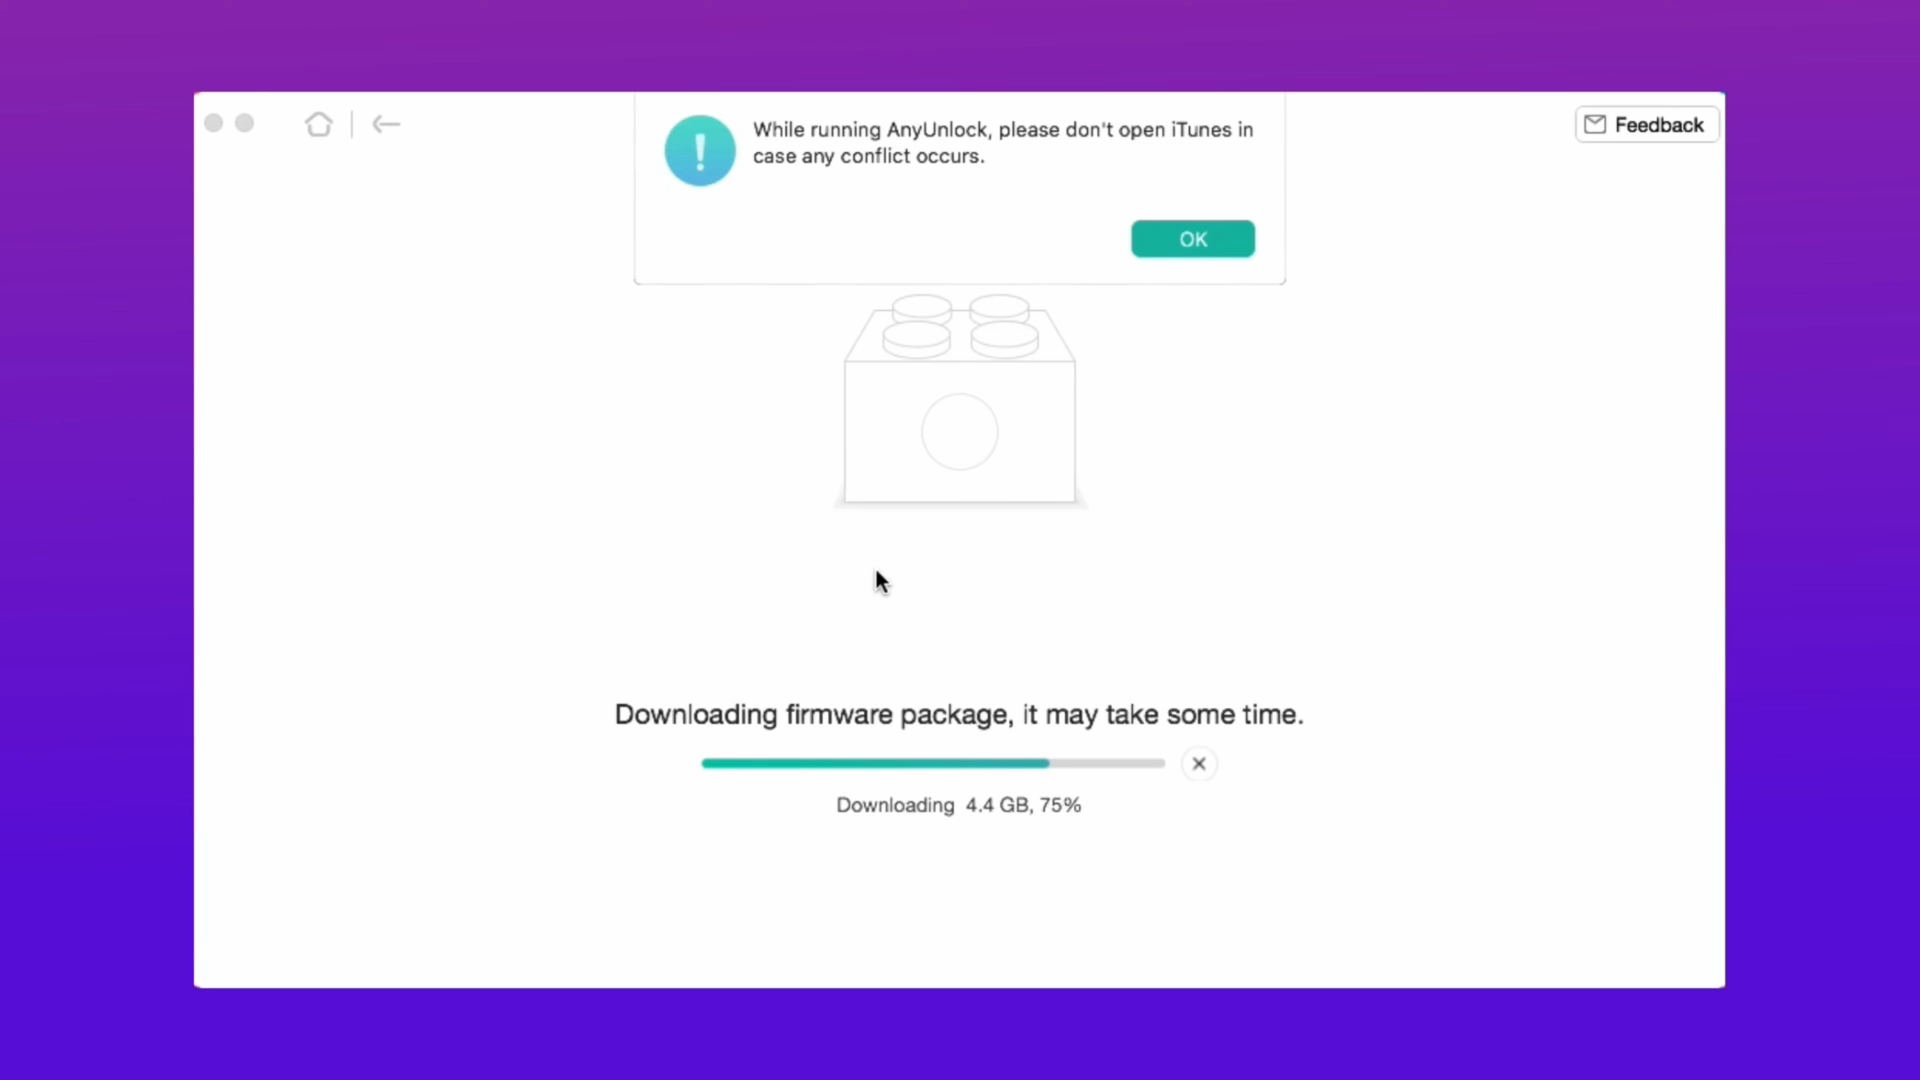 While running AnyUnlock, please don't open iTunes in
case any conflict occurs.
Feedback
OK
Downloading firmware package, it may take some time.
Downloading 4.4 GB, 75%